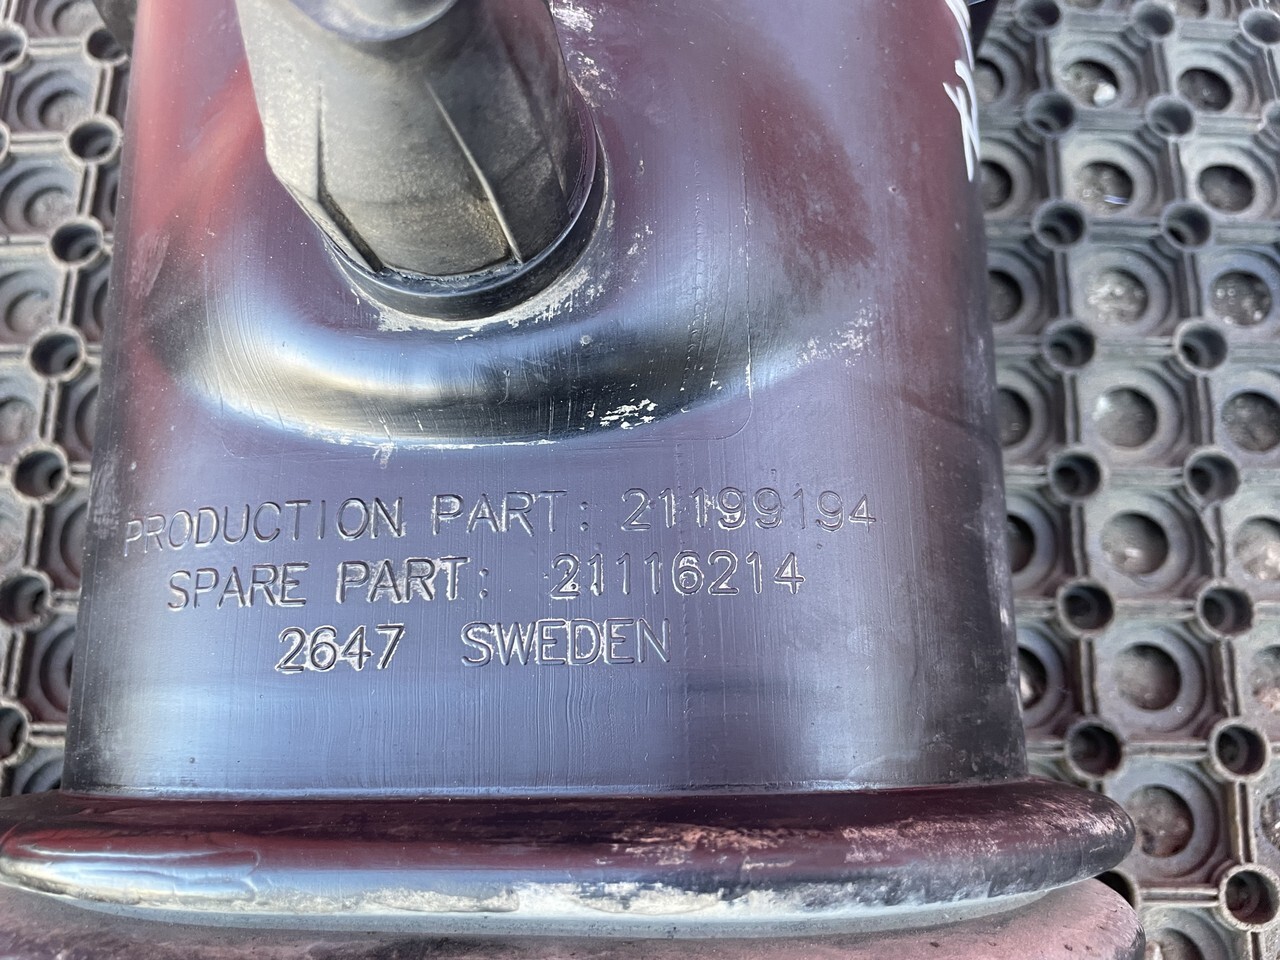 PRODUCTION PART: 21199194
SPARE PART: 21116214
2647 SWEDEN